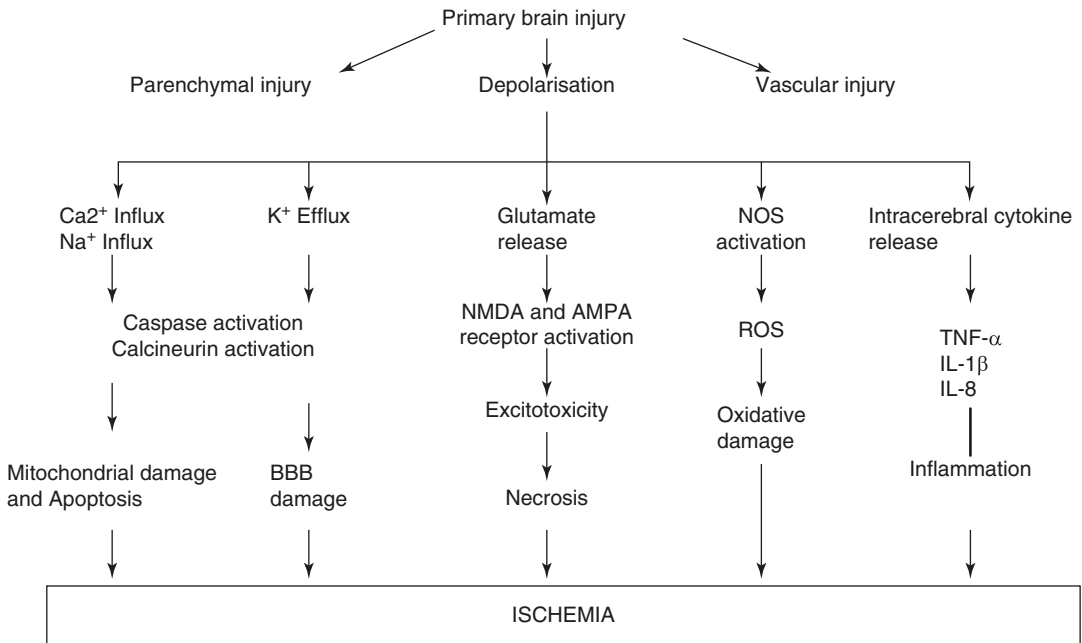 Primary brain injury
Parenchymal injury
Depolarisation
Vascular injury
Ca2⁺ Influx
Na⁺ Influx
K⁺ Efflux
Glutamate
release
NOS
activation
Intracerebral cytokine
release
Caspase activation
Calcineurin activation
NMDA and AMPA
receptor activation
ROS
TNF-α
IL-1β
IL-8
Excitotoxicity
Oxidative
damage
Mitochondrial damage
and Apoptosis
BBB
damage
Necrosis
Inflammation
ISCHEMIA